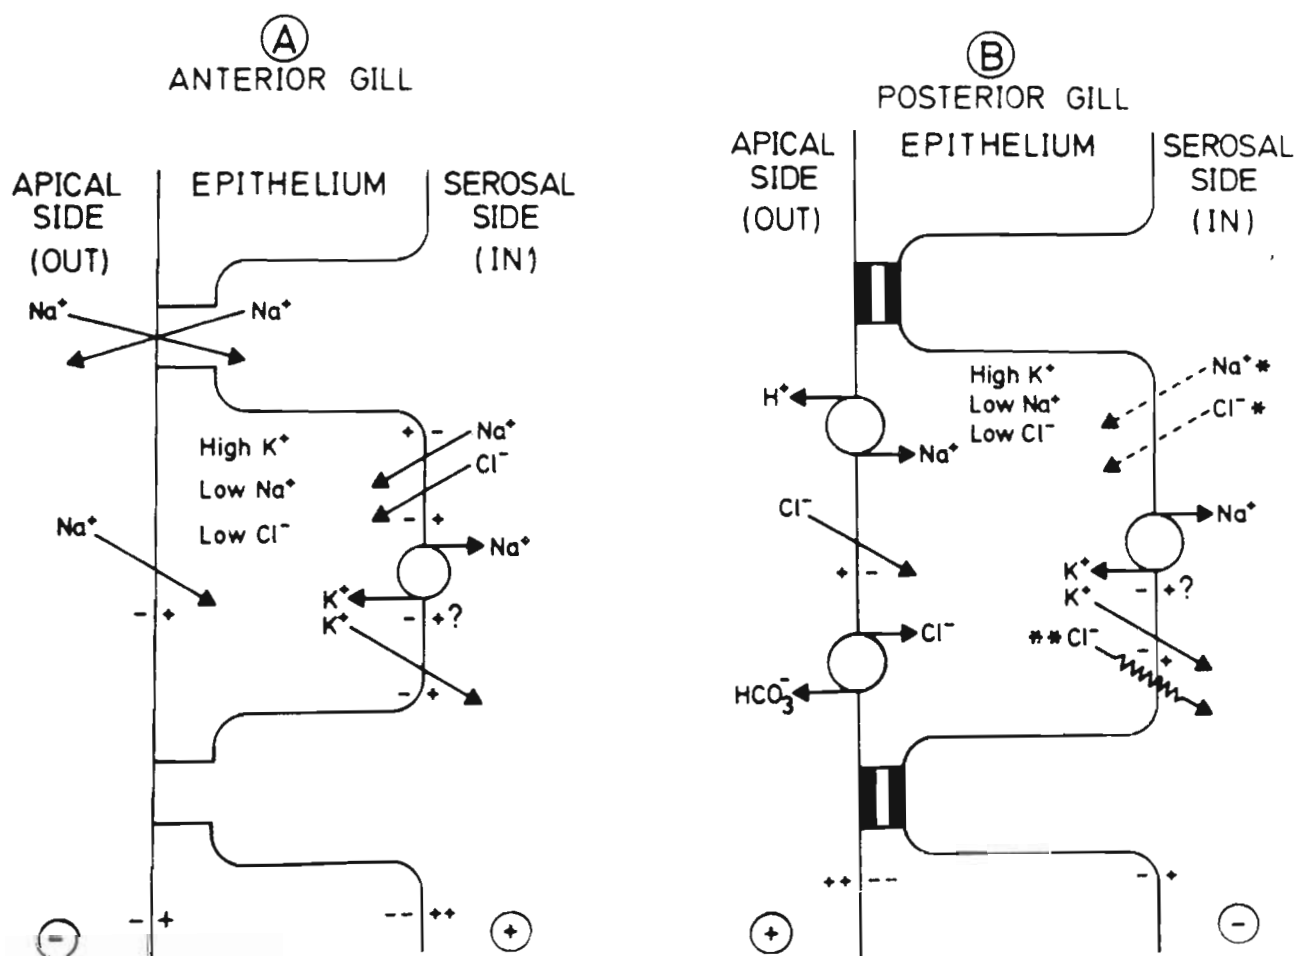 A
ANTERIOR GILL
APICAL
SIDE
(OUT)
EPITHELIUM
SEROSAL
SIDE
(IN)
Na⁺
Na⁺
High K⁺
Low Na⁺
Low Cl⁻
+ -
Na⁺
Cl⁻
- +
Na⁺
Na⁺
K⁺
K⁺
- +?
- +
- +
- +
-- ++
-
+
B
POSTERIOR GILL
APICAL
SIDE
(OUT)
EPITHELIUM
SEROSAL
SIDE
(IN)
High K⁺
Low Na⁺
Low Cl⁻
Na⁺*
Cl⁻*
H⁺
Na⁺
Cl⁻
+ -
Na⁺
K⁺
K⁺
- +?
**Cl⁻
- +
Cl⁻
HCO₃⁻
++ --
- +
+
-